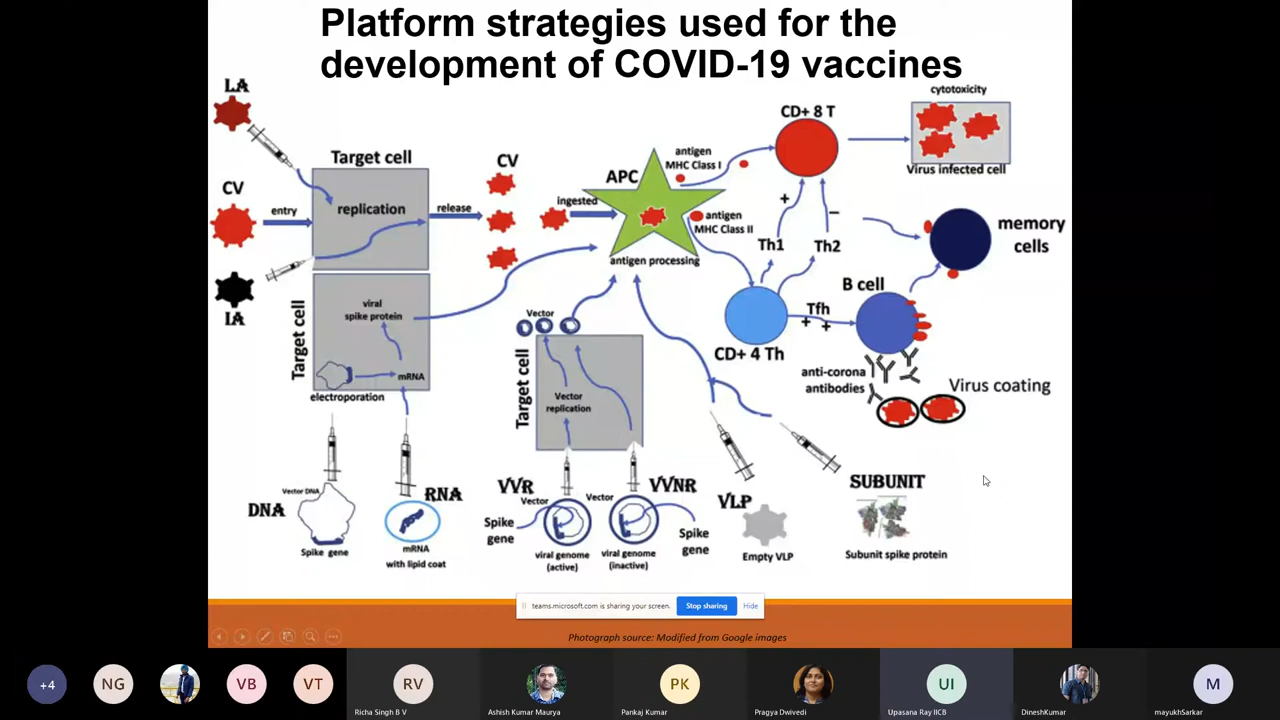 Platform strategies used for the
development of COVID-19 vaccines
LA
Target cell
CV
entry
replication
release
CV
IA
APC
ingested
antigen processing
antigen
MHC Class I
antigen
MHC Class II
CD+ 8 T
cytotoxicity
Virus infected cell
+
–
Th1
Th2
memory
cells
B cell
Tfh
+ +
CD+ 4 Th
anti-corona
antibodies
Virus coating
Target cell
viral
spike protein
mRNA
electroporation
Vector
Target cell
Vector
replication
DNA
Vector DNA
Spike gene
RNA
mRNA
with lipid coat
VVR
Vector
Spike
gene
viral genome
(active)
Vector
VVNR
Spike
gene
viral genome
(inactive)
VLP
Empty VLP
SUBUNIT
Subunit spike protein
teams.microsoft.com is sharing your screen.
Stop sharing
Hide
Photograph source: Modified from Google images
+4
NG
VB
VT
RV
Richa Singh B V
Ashish Kumar Maurya
PK
Pankaj Kumar
Pragya Dwivedi
UI
Upasana Ray IICB
DineshKumar
M
mayukhSarkar